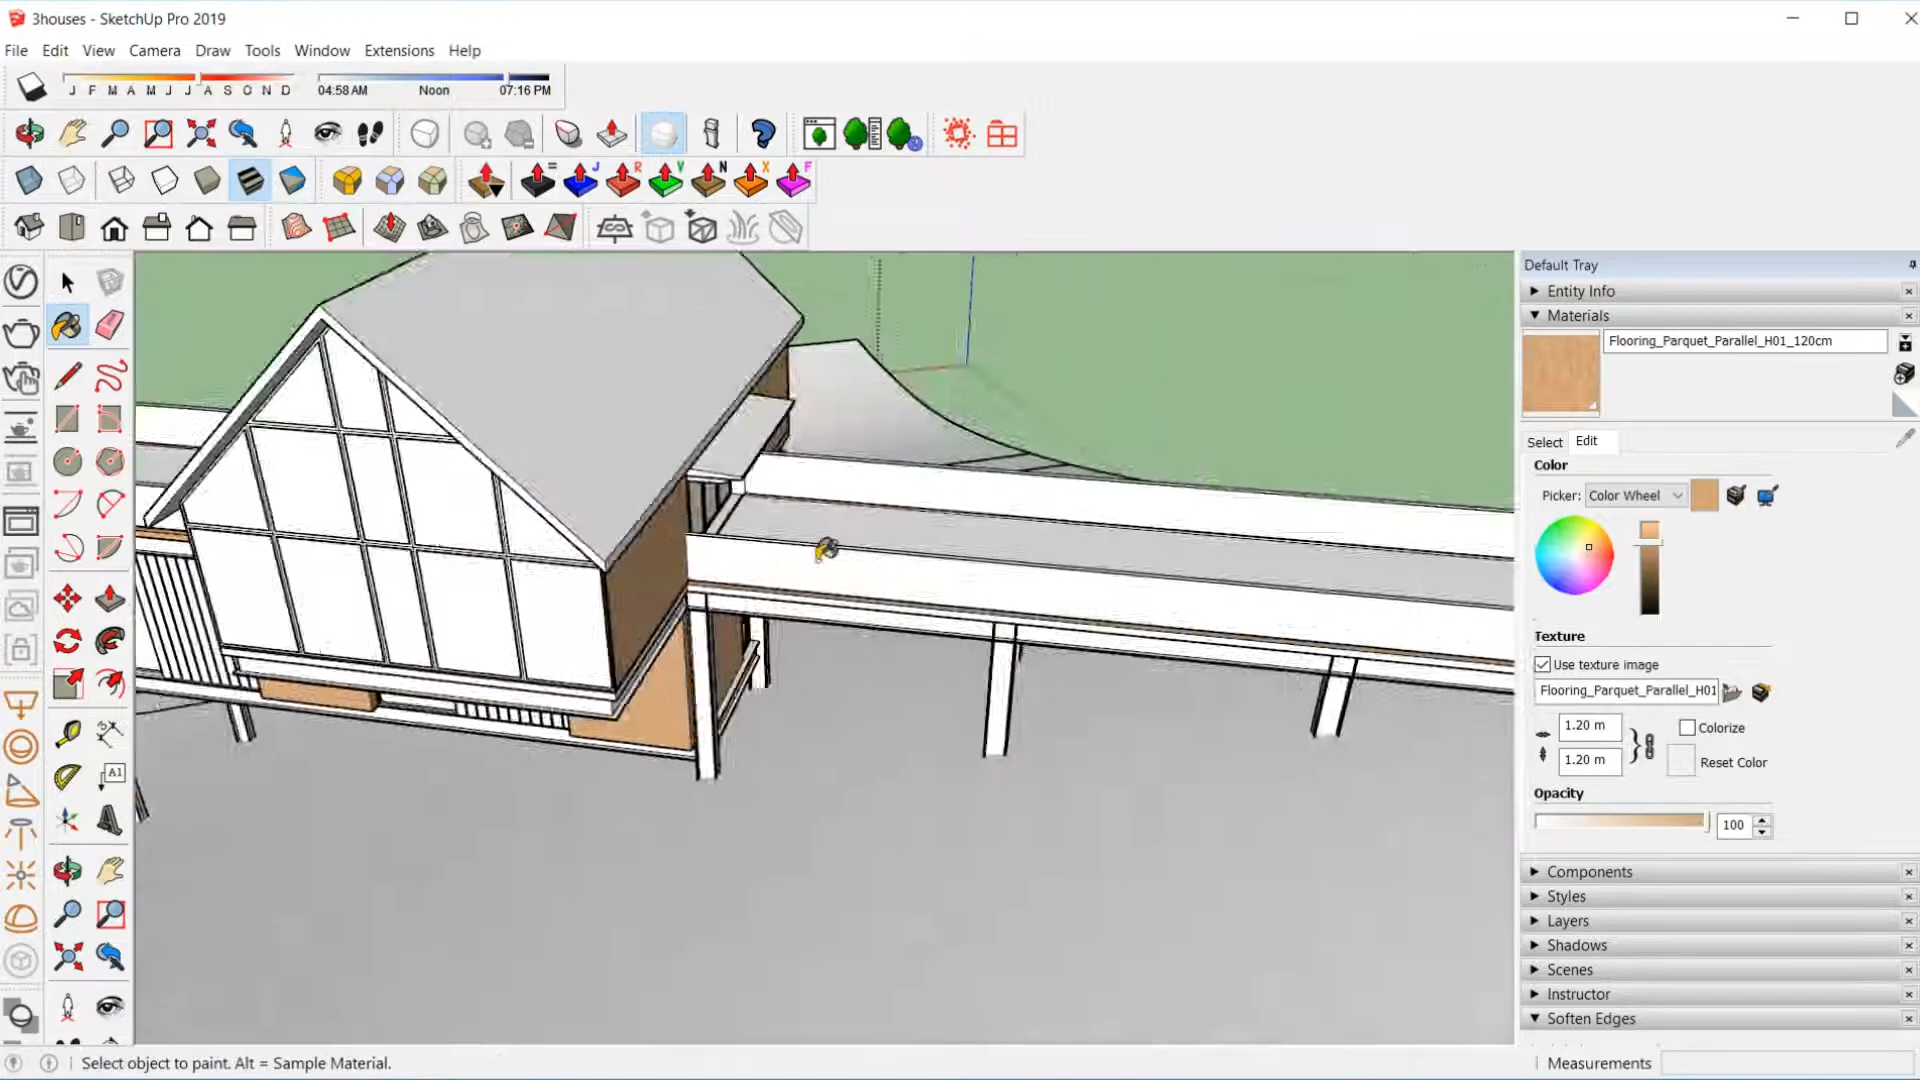 3houses - SketchUp Pro 2019
File Edit View Camera Draw Tools Window Extensions Help
J F M A M J J A S O N D
04:58 AM Noon 07:16 PM
= J R V N X F
Default Tray
Entity Info
Materials
Flooring_Parquet_Parallel_H01_120cm
Select Edit
Color
Picker: Color Wheel
Texture
Use texture image
Flooring_Parquet_Parallel_H01
1.20 m
Colorize
1.20 m
Reset Color
Opacity
100
A1
Components
Styles
Layers
Shadows
Scenes
Instructor
Soften Edges
Select object to paint. Alt = Sample Material.
Measurements